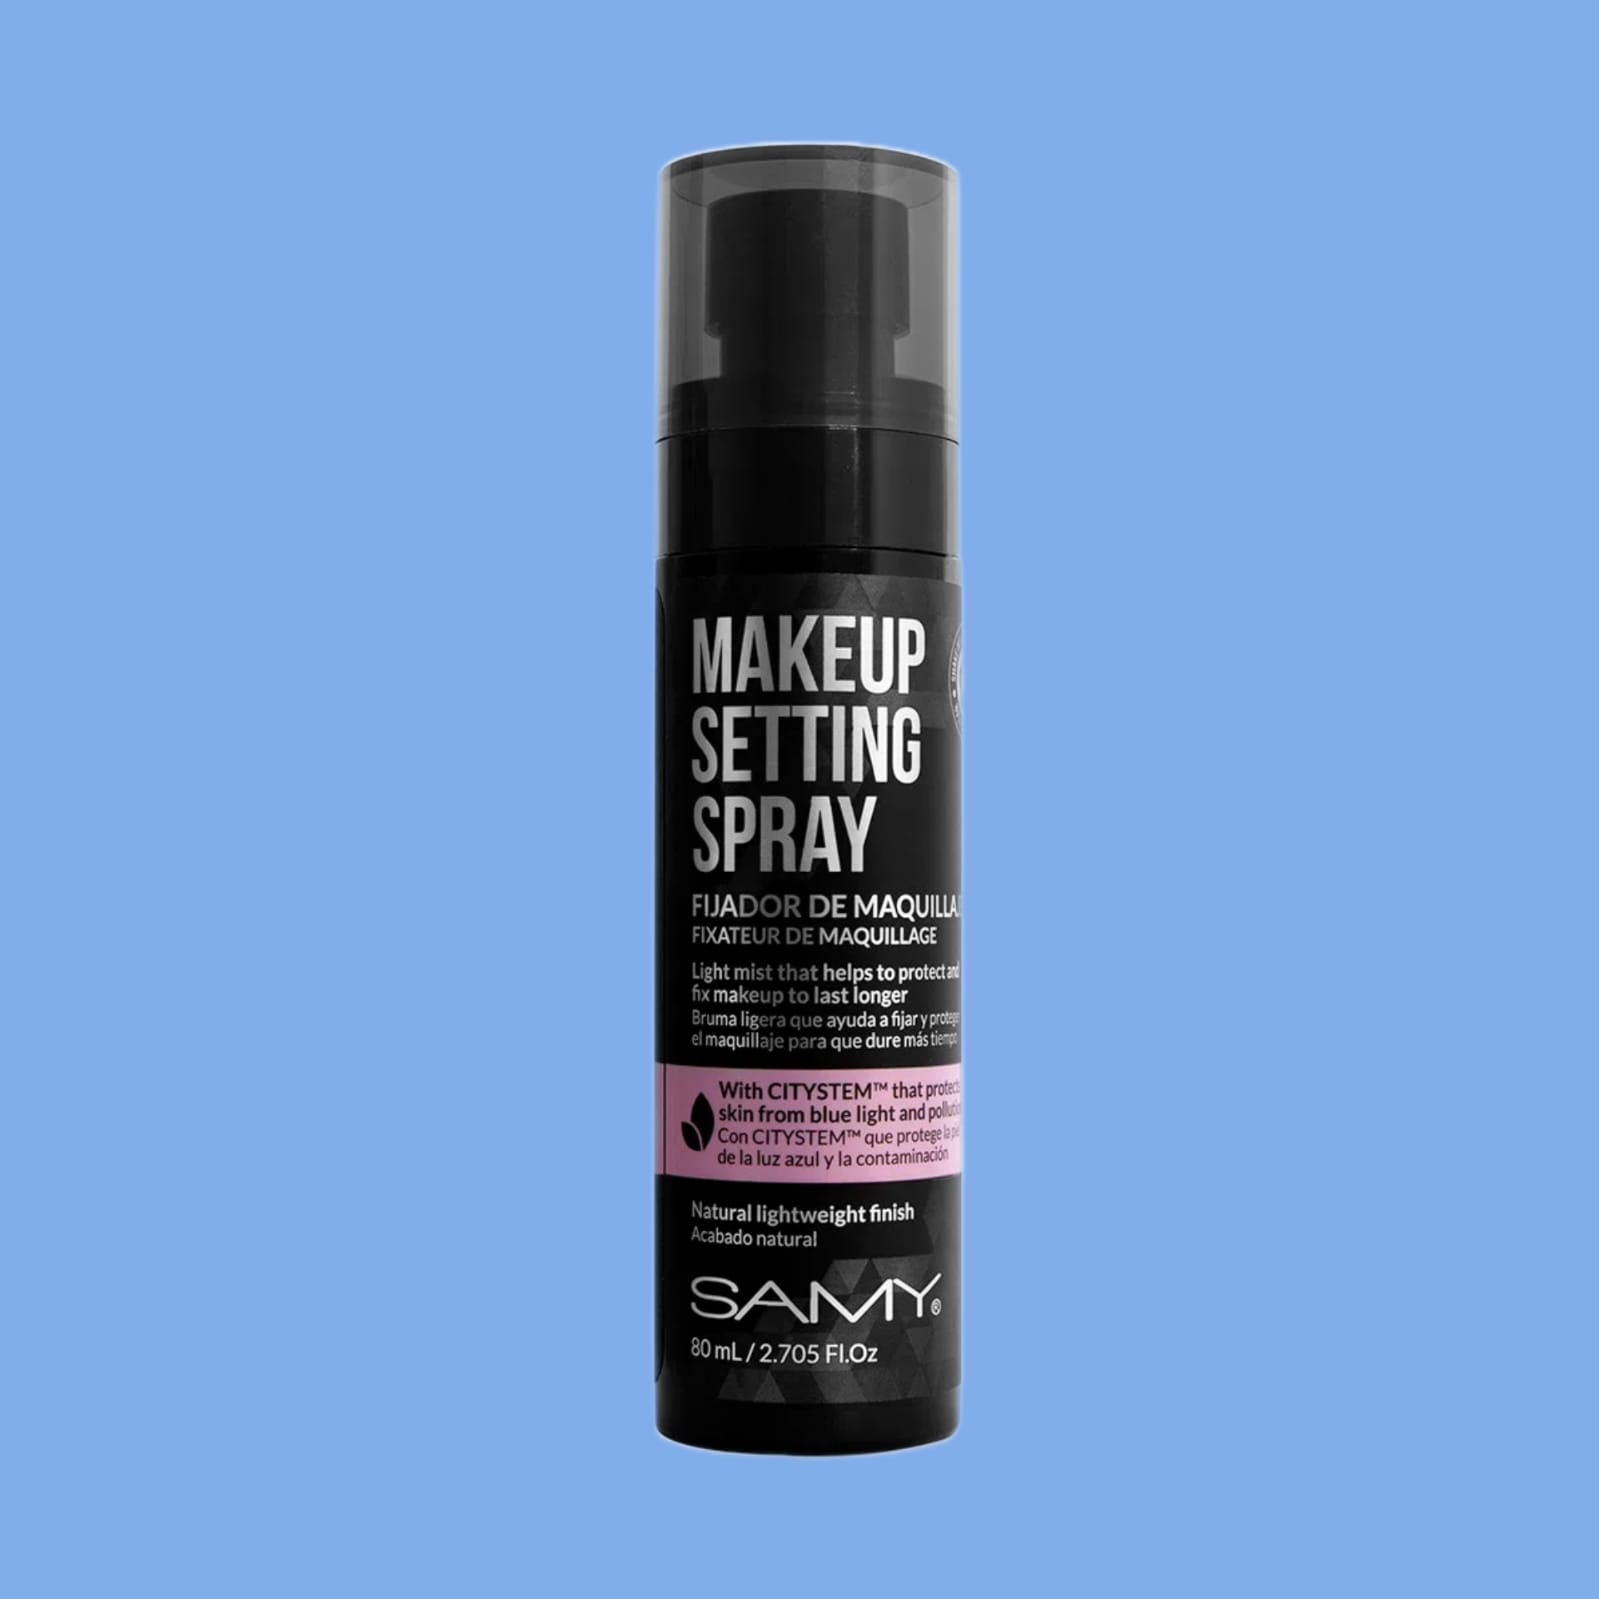 MAKEUP
SETTING
SPRAY
FIJADOR DE MAQUILLAJ
FIXATEUR DE MAQUILLAGE
Light mist that helps to protect and
fix makeup to last longer
Bruma ligera que ayuda a fijar y proteger
el maquillaje para que dure más tiempo
With CITYSTEM™ that protects
skin from blue light and pollution
Con CITYSTEM™ que protege la piel
de la luz azul y la contaminación
Natural lightweight finish
Acabado natural
SAMY®
80 mL / 2.705 Fl.Oz